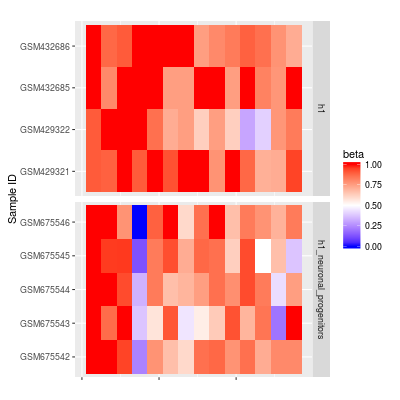 GSM432686
GSM432685
GSM429322
GSM429321
h1
Sample ID
GSM675546
GSM675545
GSM675544
GSM675543
GSM675542
h1_neuronal_progenitors
beta
1.00
0.75
0.50
0.25
0.00